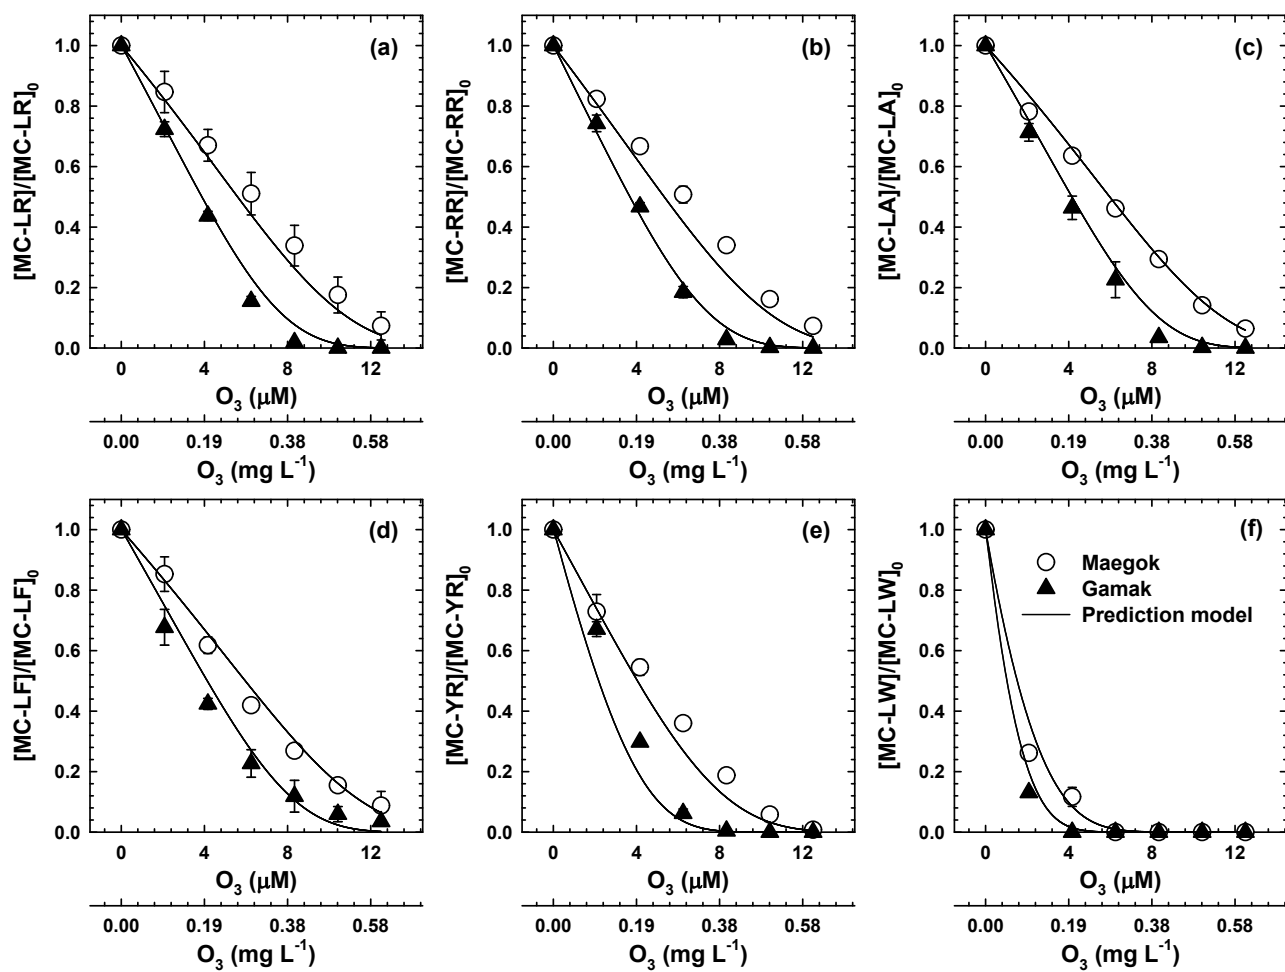 (a)
[MC-LR]/[MC-LR]0
1.0
0.8
0.6
0.4
0.2
0.0
0 4 8 12
O3 (μM)
0.00 0.19 0.38 0.58
O3 (mg L-1)
(b)
[MC-RR]/[MC-RR]0
1.0
0.8
0.6
0.4
0.2
0.0
0 4 8 12
O3 (μM)
0.00 0.19 0.38 0.58
O3 (mg L-1)
(c)
[MC-LA]/[MC-LA]0
1.0
0.8
0.6
0.4
0.2
0.0
0 4 8 12
O3 (μM)
0.00 0.19 0.38 0.58
O3 (mg L-1)
(d)
[MC-LF]/[MC-LF]0
1.0
0.8
0.6
0.4
0.2
0.0
0 4 8 12
O3 (μM)
0.00 0.19 0.38 0.58
O3 (mg L-1)
(e)
[MC-YR]/[MC-YR]0
1.0
0.8
0.6
0.4
0.2
0.0
0 4 8 12
O3 (μM)
0.00 0.19 0.38 0.58
O3 (mg L-1)
(f)
Maegok
Gamak
Prediction model
[MC-LW]/[MC-LW]0
1.0
0.8
0.6
0.4
0.2
0.0
0 4 8 12
O3 (μM)
0.00 0.19 0.38 0.58
O3 (mg L-1)